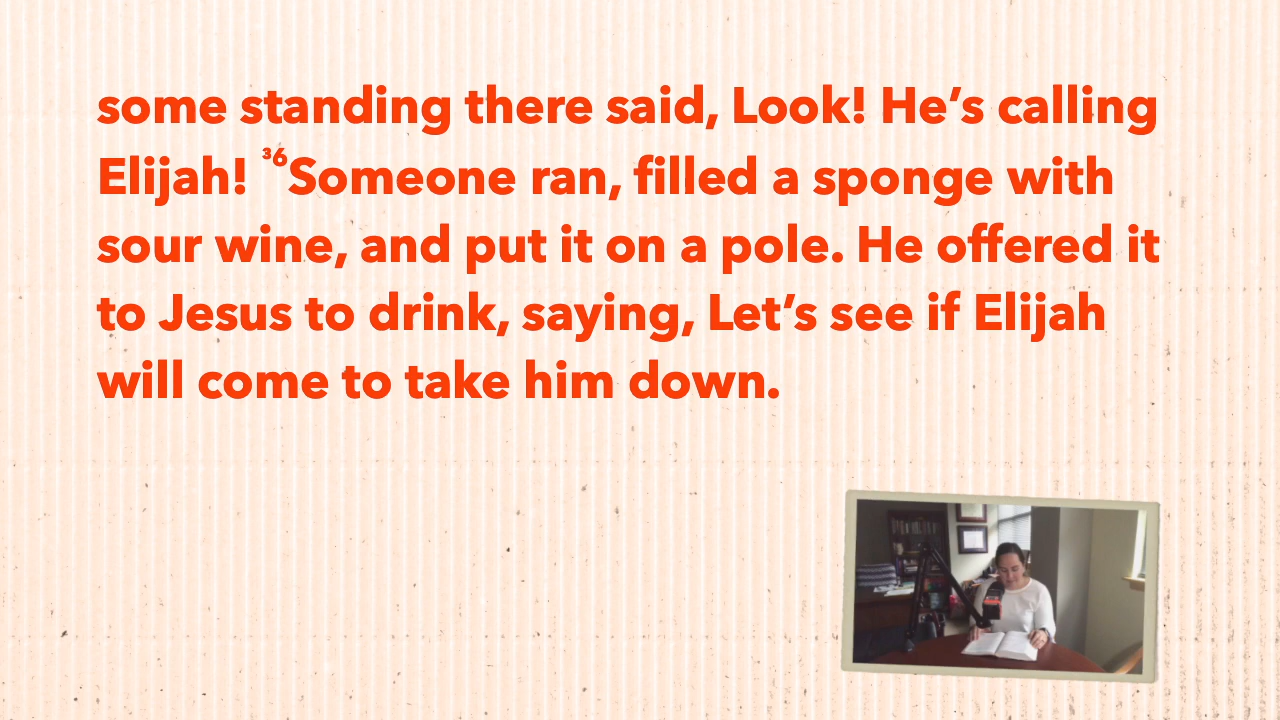 some standing there said, Look! He’s calling
Elijah! ³⁶Someone ran, filled a sponge with
sour wine, and put it on a pole. He offered it
to Jesus to drink, saying, Let’s see if Elijah
will come to take him down.